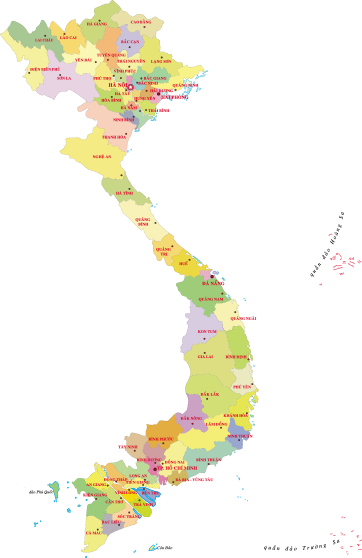 HÀ GIANG
CAO BẰNG
LÀO CAI
LAI CHÂU
BẮC CẠN
TUYÊN QUANG
YÊN BÁI
THÁI NGUYÊN
LẠNG SƠN
ĐIỆN BIÊN PHỦ
VĨNH PHÚC
SƠN LA
PHÚ THỌ
BẮC GIANG
BẮC NINH
QUẢNG NINH
HÀ NỘI
HẢI DƯƠNG
HÀ TÂY
HẢI PHÒNG
HÒA BÌNH
HƯNG YÊN
HÀ NAM
THÁI BÌNH
NINH BÌNH
THANH HÓA
NGHỆ AN
HÀ TĨNH
QUẢNG
BÌNH
QUẢNG
TRỊ
HUẾ
quần đảo Hoàng Sa
ĐÀ NẴNG
QUẢNG NAM
QUẢNG NGÃI
KON TUM
GIA LAI
BÌNH ĐỊNH
PHÚ YÊN
ĐẮK LẮK
KHÁNH HÒA
ĐẮK NÔNG
LÂM ĐỒNG
NINH THUẬN
BÌNH PHƯỚC
TÂY NINH
BÌNH THUẬN
BÌNH DƯƠNG
ĐỒNG NAI
TP. HỒ CHÍ MINH
LONG AN
BÀ RỊA - VŨNG TÀU
ĐỒNG THÁP
TIỀN GIANG
AN GIANG
BẾN TRE
VĨNH LONG
đảo Phú Quốc
KIÊN GIANG
CẦN THƠ
TRÀ VINH
SÓC TRĂNG
BẠC LIÊU
CÀ MAU
Côn Đảo
quần đảo Trường Sa